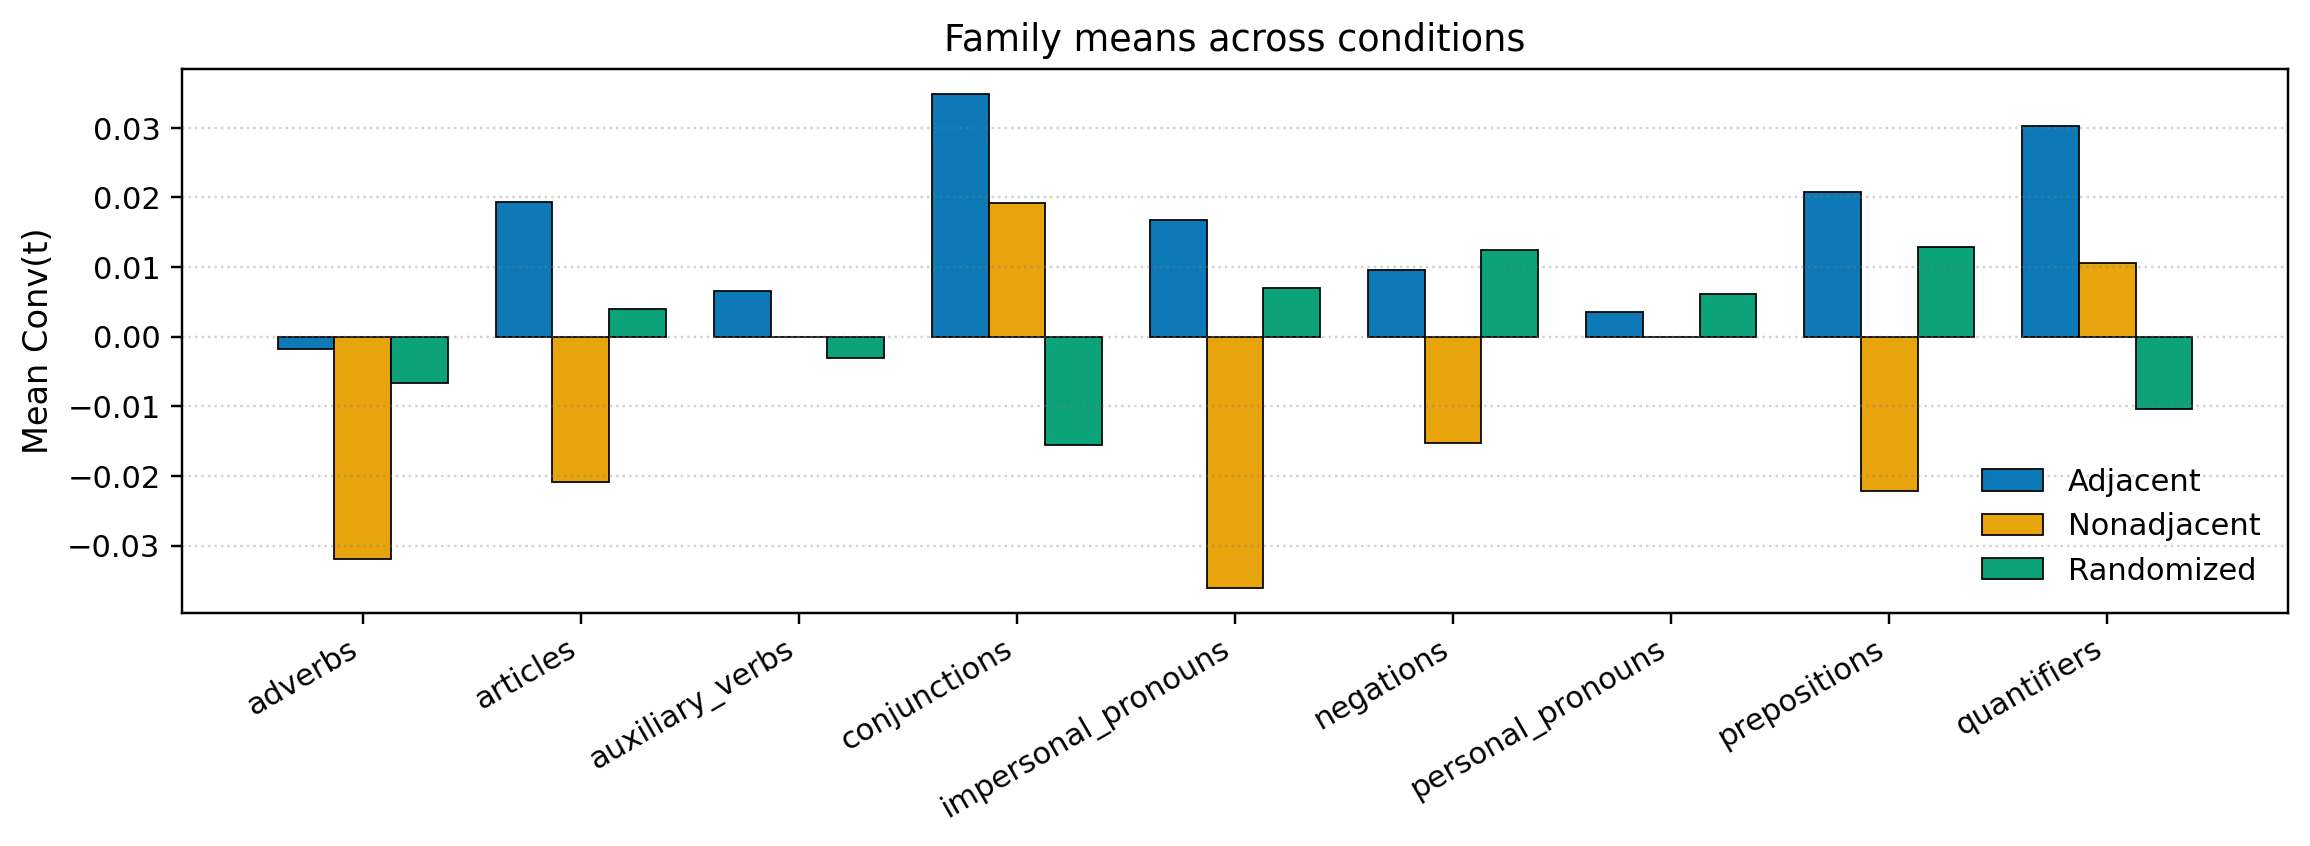 Family means across conditions
Mean Conv(t)
0.03
0.02
0.01
0.00
−0.01
−0.02
−0.03
Adjacent
Nonadjacent
Randomized
adverbs
articles
auxiliary_verbs
conjunctions
impersonal_pronouns
negations
personal_pronouns
prepositions
quantifiers